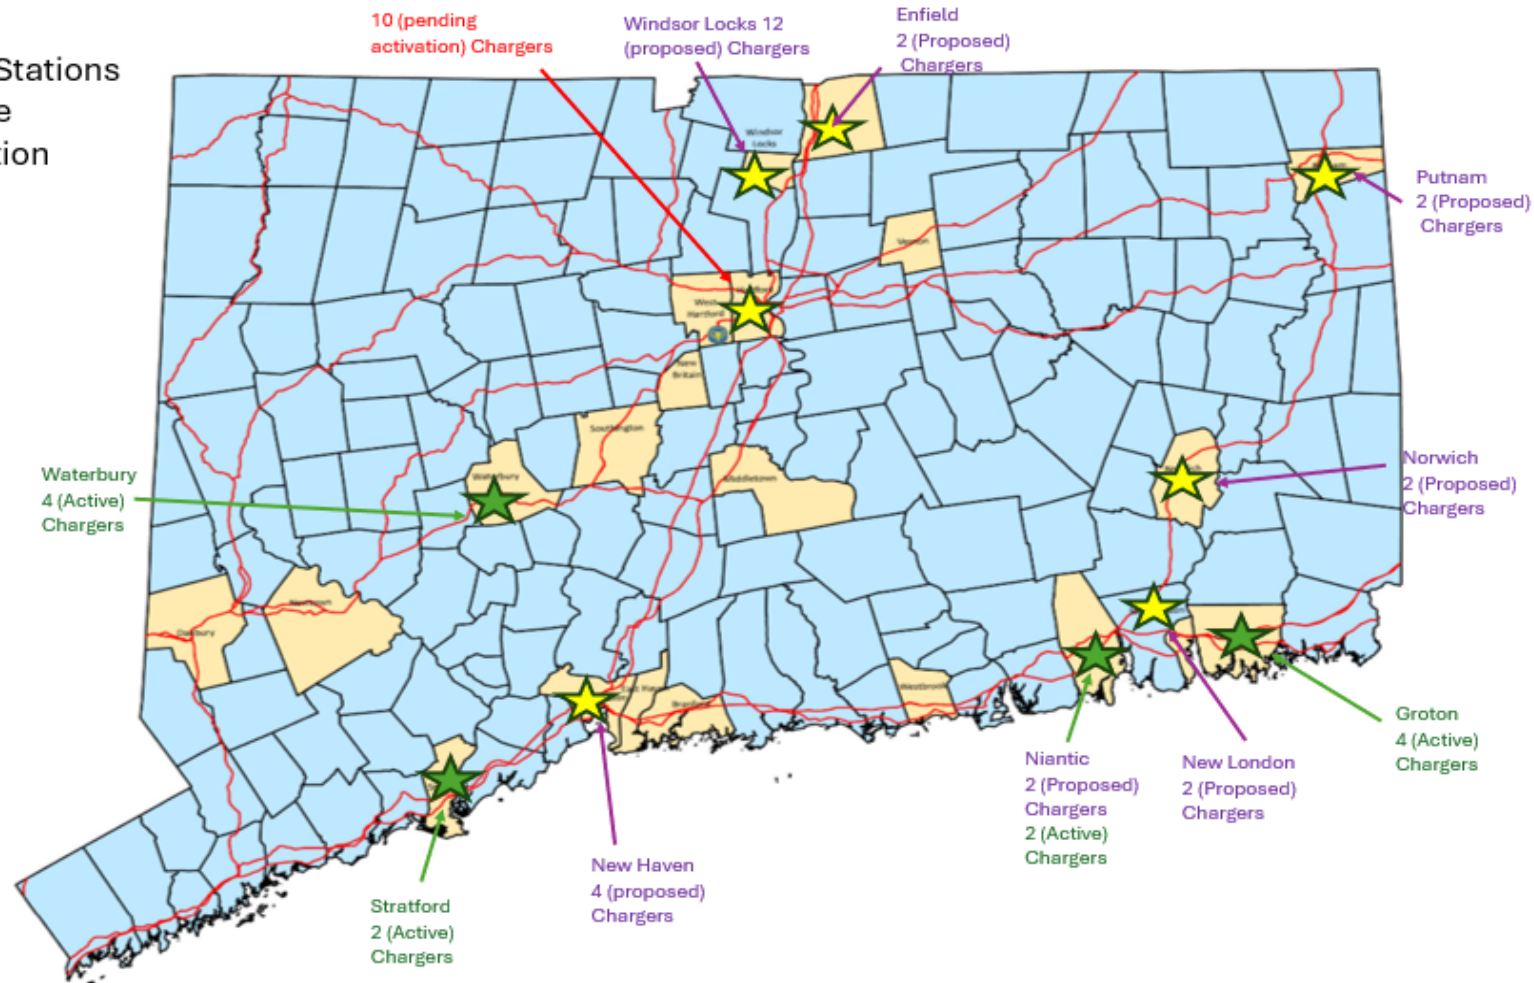 Stations
e
tion
10 (pending
activation) Chargers
Windsor Locks 12
(proposed) Chargers
Enfield
2 (Proposed)
Chargers
Windsor
Locks
Putnam
2 (Proposed)
Chargers
Vernon
West
Hartford
New
Britain
Southington
Waterbury
4 (Active)
Chargers
Waterbury
Middletown
Norwich
2 (Proposed)
Chargers
Newtown
Danbury
East Haven
Branford
Westbrook
Groton
4 (Active)
Chargers
Niantic
2 (Proposed)
Chargers
2 (Active)
Chargers
New London
2 (Proposed)
Chargers
New Haven
4 (proposed)
Chargers
Stratford
2 (Active)
Chargers